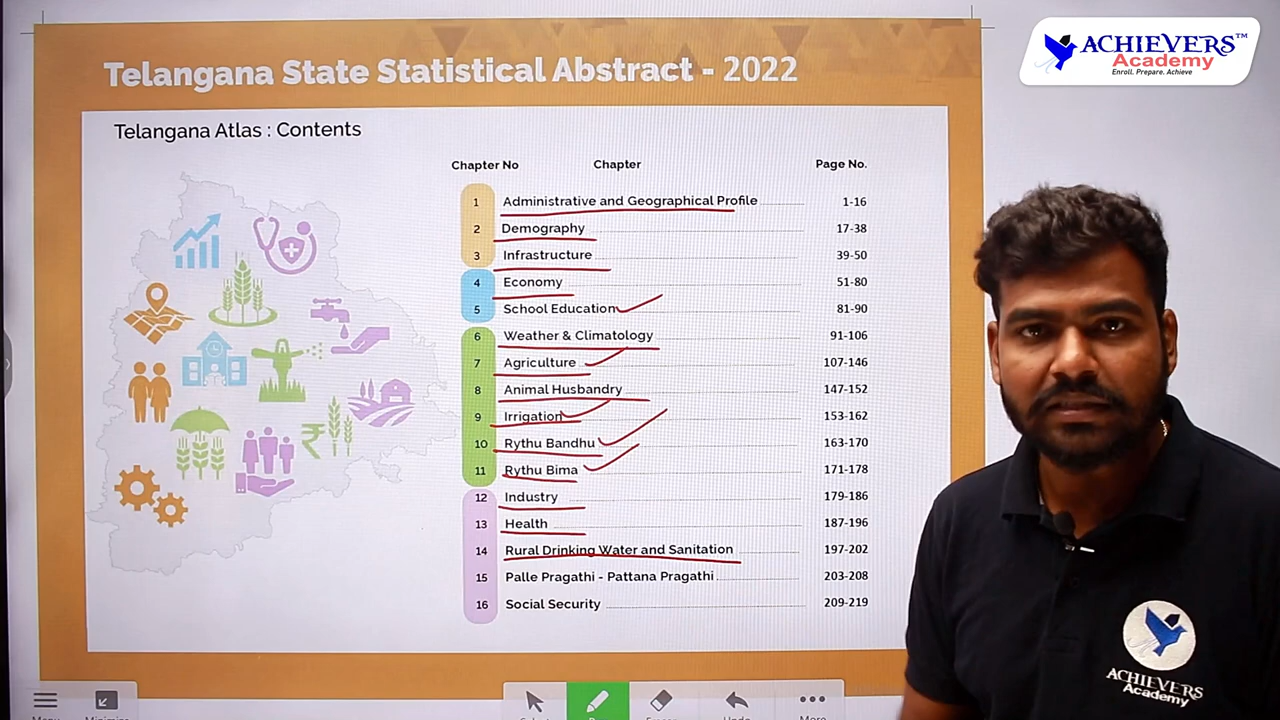 Telangana State Statistical Abstract - 2022
ACHIEVERS™
Academy
Enroll. Prepare. Achieve
Telangana Atlas : Contents
Chapter No Chapter Page No.
1 Administrative and Geographical Profile 1-16
2 Demography 17-38
3 Infrastructure 39-50
4 Economy 51-80
5 School Education 81-90
6 Weather & Climatology 91-106
7 Agriculture 107-146
8 Animal Husbandry 147-152
9 Irrigation 153-162
10 Rythu Bandhu 163-170
11 Rythu Bima 171-178
12 Industry 179-186
13 Health 187-196
14 Rural Drinking Water and Sanitation 197-202
15 Palle Pragathi - Pattana Pragathi 203-208
16 Social Security 209-219
ACHIEVERS
Academy